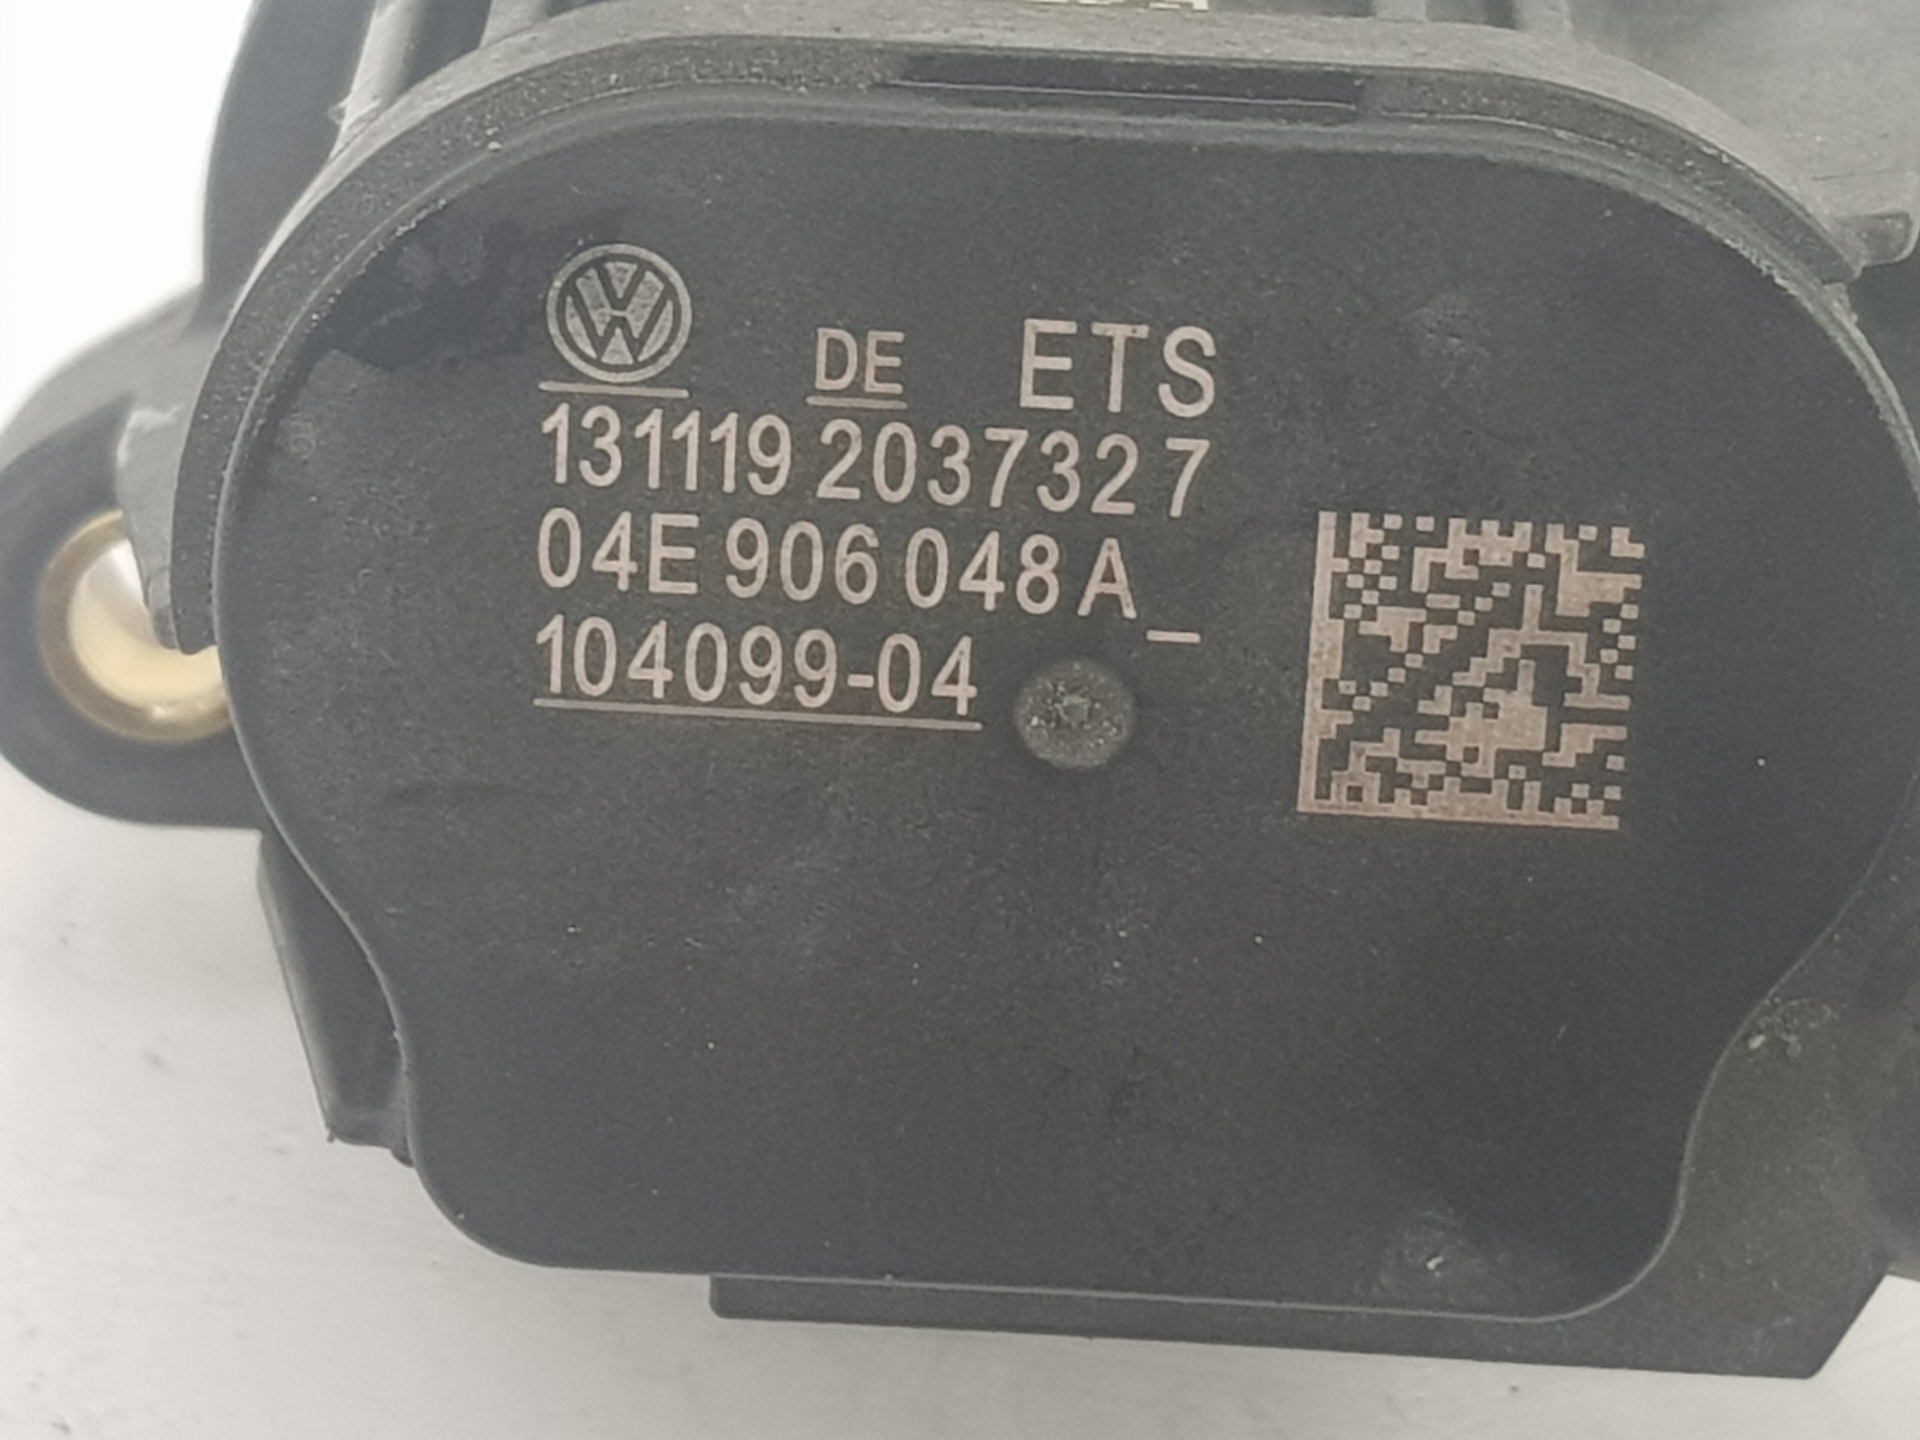 DE ETS
131119 2037327
04E 906 048 A _
104099-04